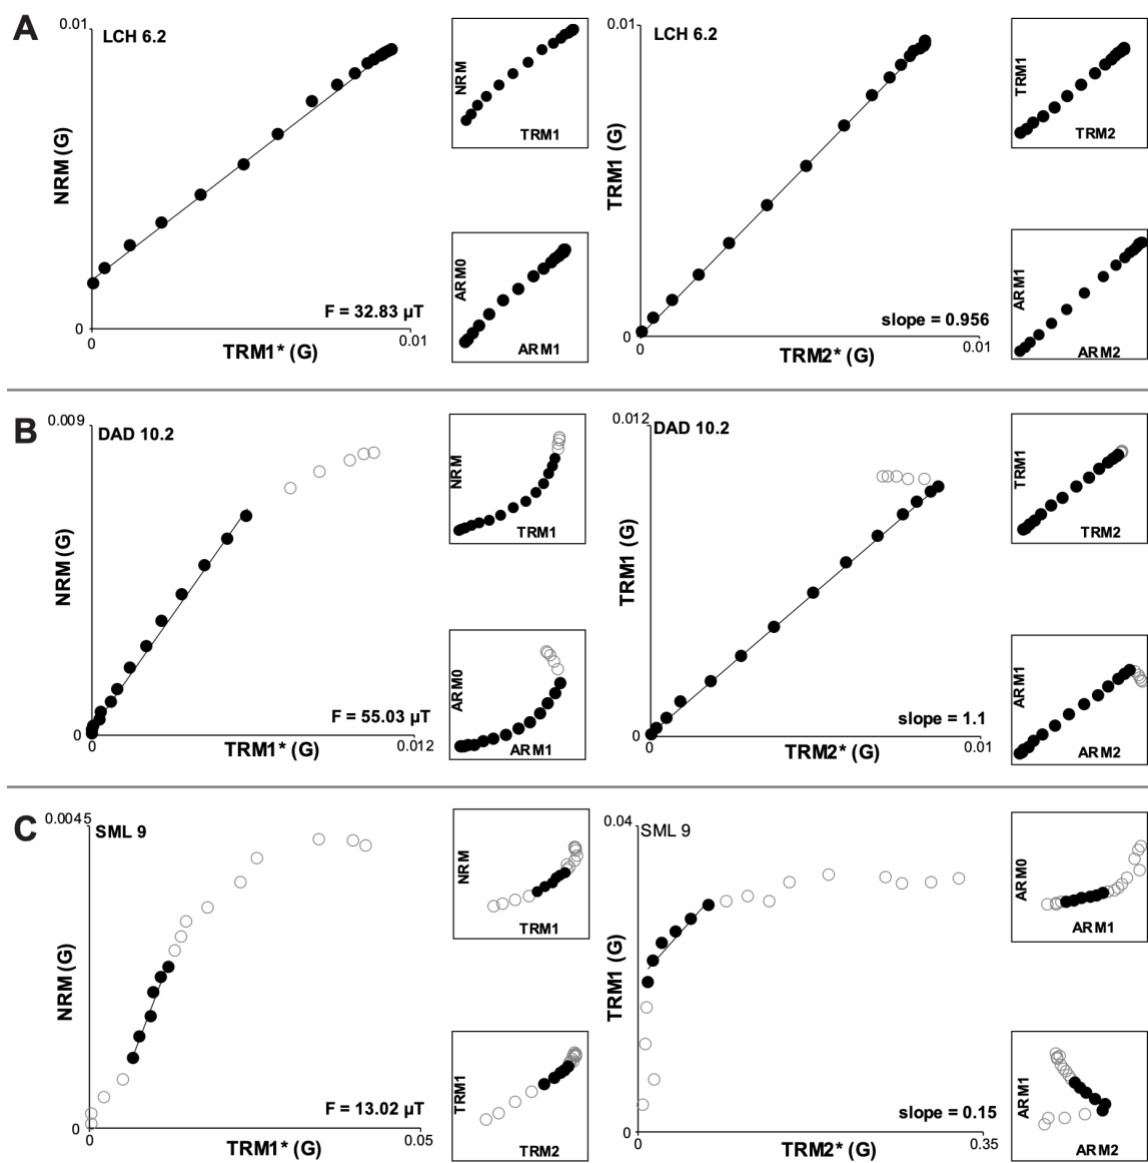 A
LCH 6.2
0.01
NRM (G)
0
F = 32.83 µT
0
TRM1* (G)
0.01
NRM
TRM1
ARM0
ARM1
LCH 6.2
0.01
TRM1 (G)
0
slope = 0.956
0
TRM2* (G)
0.01
TRM1
TRM2
ARM1
ARM2
B
DAD 10.2
0.009
NRM (G)
0
F = 55.03 µT
0
TRM1* (G)
0.012
NRM
TRM1
ARM0
ARM1
0.012
DAD 10.2
TRM1 (G)
0
slope = 1.1
0
TRM2* (G)
0.01
TRM1
TRM2
ARM1
ARM2
C
0.0045
SML 9
NRM (G)
0
F = 13.02 µT
0
TRM1* (G)
0.05
NRM
TRM1
TRM1
TRM2
0.04
SML 9
TRM1 (G)
0
slope = 0.15
0
TRM2* (G)
0.35
ARM0
ARM1
ARM1
ARM2